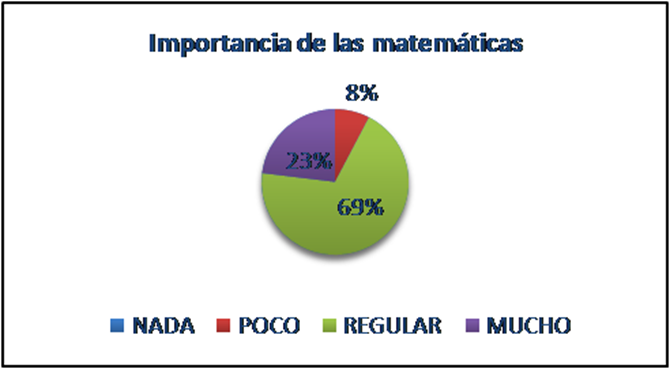 Importancia de las matemáticas
8%
23%
69%
NADA POCO REGULAR MUCHO